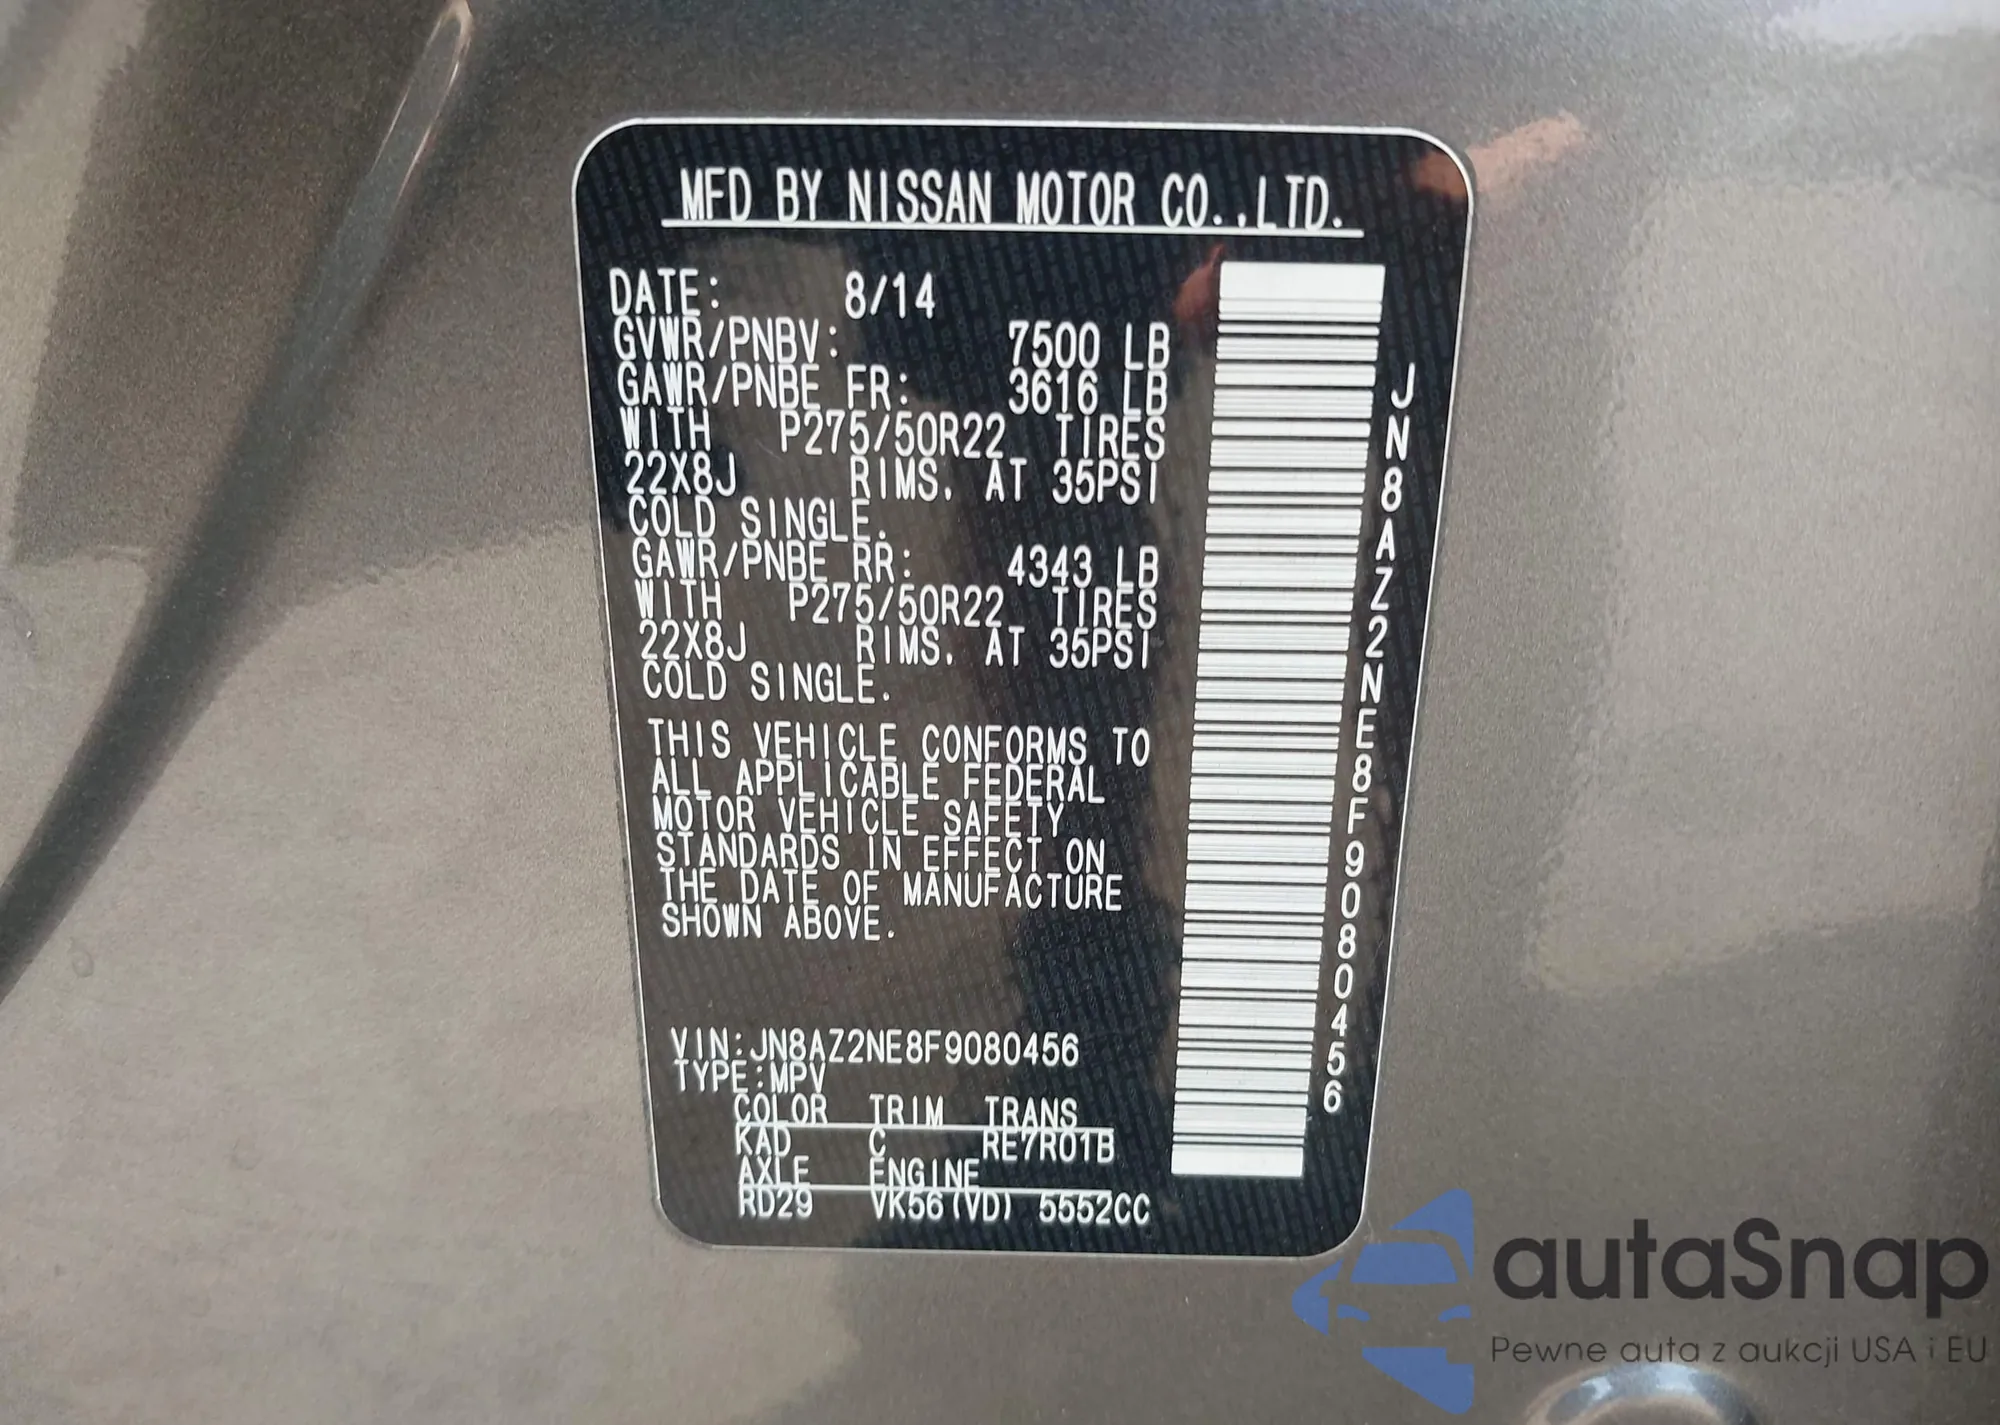 MFD BY NISSAN MOTOR CO.,LTD.
DATE: 8/14
GVWR/PNBV: 7500 LB
GAWR/PNBE FR: 3616 LB
WITH P275/50R22 TIRES
22X8J RIMS. AT 35PSI
COLD SINGLE.
GAWR/PNBE RR: 4343 LB
WITH P275/50R22 TIRES
22X8J RIMS. AT 35PSI
COLD SINGLE.
THIS VEHICLE CONFORMS TO
ALL APPLICABLE FEDERAL
MOTOR VEHICLE SAFETY
STANDARDS IN EFFECT ON
THE DATE OF MANUFACTURE
SHOWN ABOVE.
VIN:JN8AZ2NE8F9080456
TYPE:MPV
COLOR TRIM TRANS
KAD C RE7R01B
AXLE ENGINE
RD29 VK56(VD) 5552CC
JN8AZ2NE8F9080456
autaSnap
Pewne auta z aukcji USA i EU